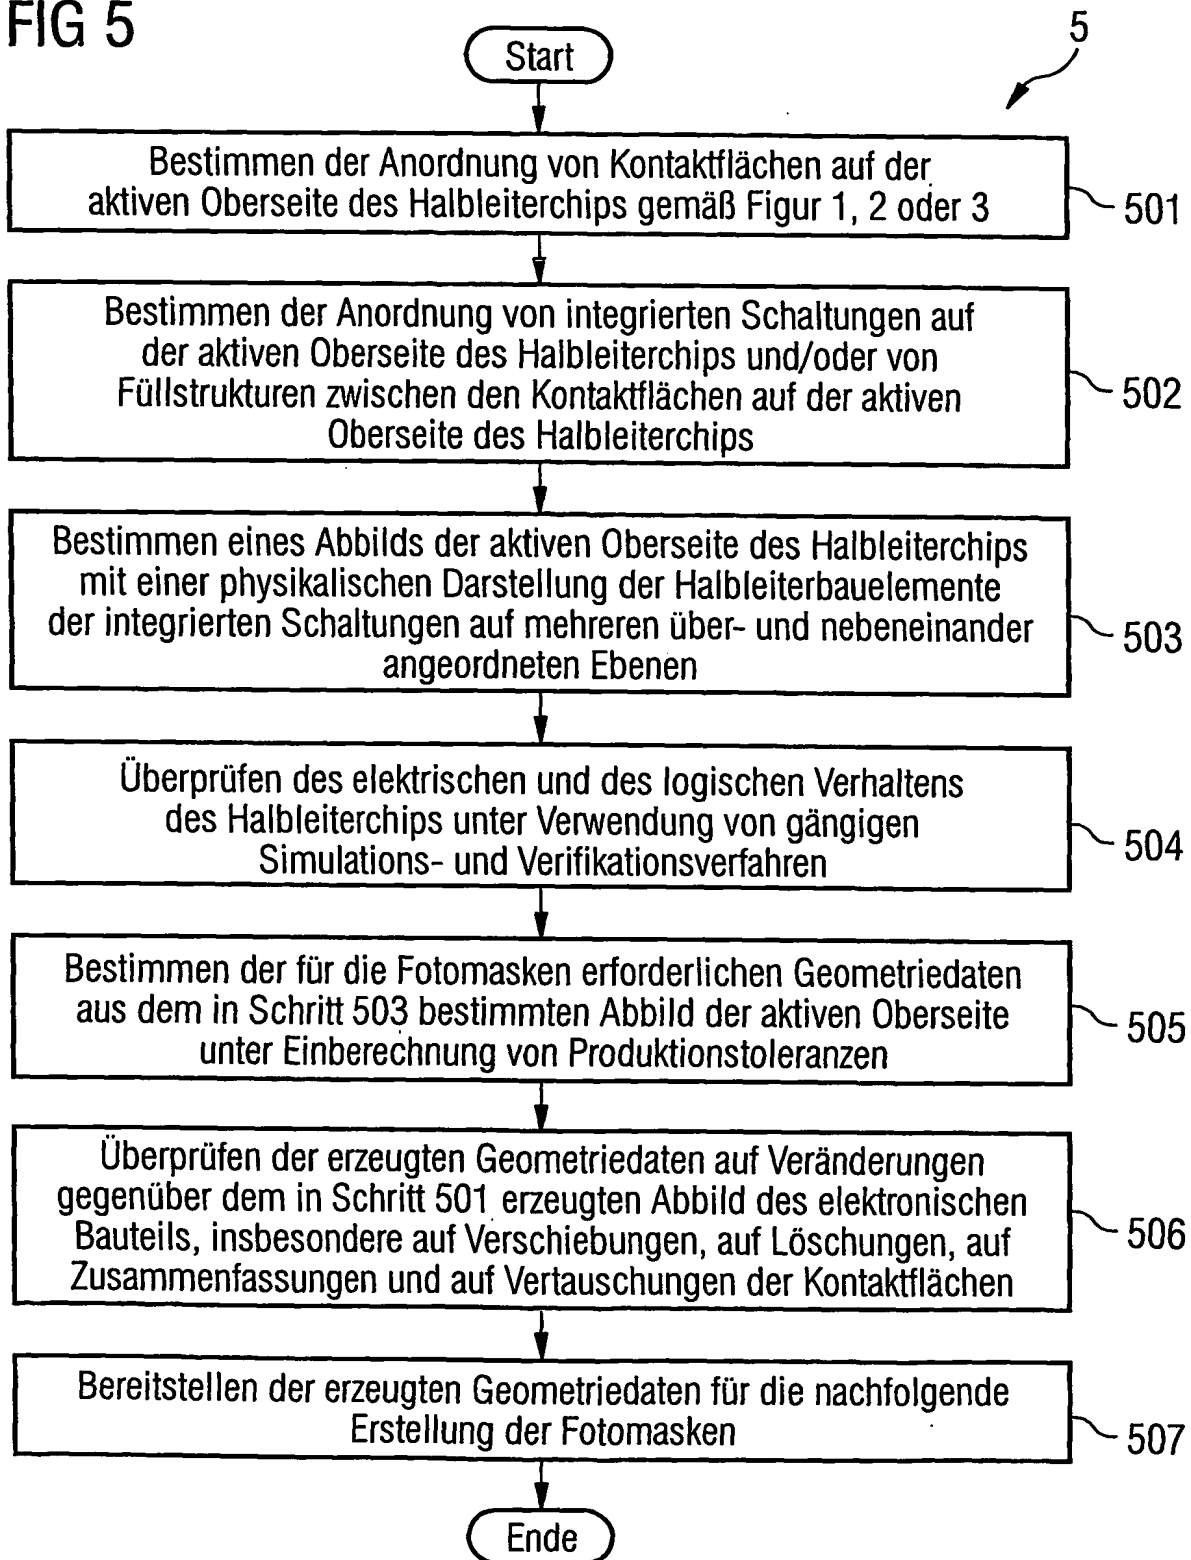 FIG 5
5
Start
Bestimmen der Anordnung von Kontaktflächen auf der
aktiven Oberseite des Halbleiterchips gemäß Figur 1, 2 oder 3
501
Bestimmen der Anordnung von integrierten Schaltungen auf
der aktiven Oberseite des Halbleiterchips und/oder von
Füllstrukturen zwischen den Kontaktflächen auf der aktiven
Oberseite des Halbleiterchips
502
Bestimmen eines Abbilds der aktiven Oberseite des Halbleiterchips
mit einer physikalischen Darstellung der Halbleiterbauelemente
der integrierten Schaltungen auf mehreren über- und nebeneinander
angeordneten Ebenen
503
Überprüfen des elektrischen und des logischen Verhaltens
des Halbleiterchips unter Verwendung von gängigen
Simulations- und Verifikationsverfahren
504
Bestimmen der für die Fotomasken erforderlichen Geometriedaten
aus dem in Schritt 503 bestimmten Abbild der aktiven Oberseite
unter Einberechnung von Produktionstoleranzen
505
Überprüfen der erzeugten Geometriedaten auf Veränderungen
gegenüber dem in Schritt 501 erzeugten Abbild des elektronischen
Bauteils, insbesondere auf Verschiebungen, auf Löschungen, auf
Zusammenfassungen und auf Vertauschungen der Kontaktflächen
506
Bereitstellen der erzeugten Geometriedaten für die nachfolgende
Erstellung der Fotomasken
507
Ende